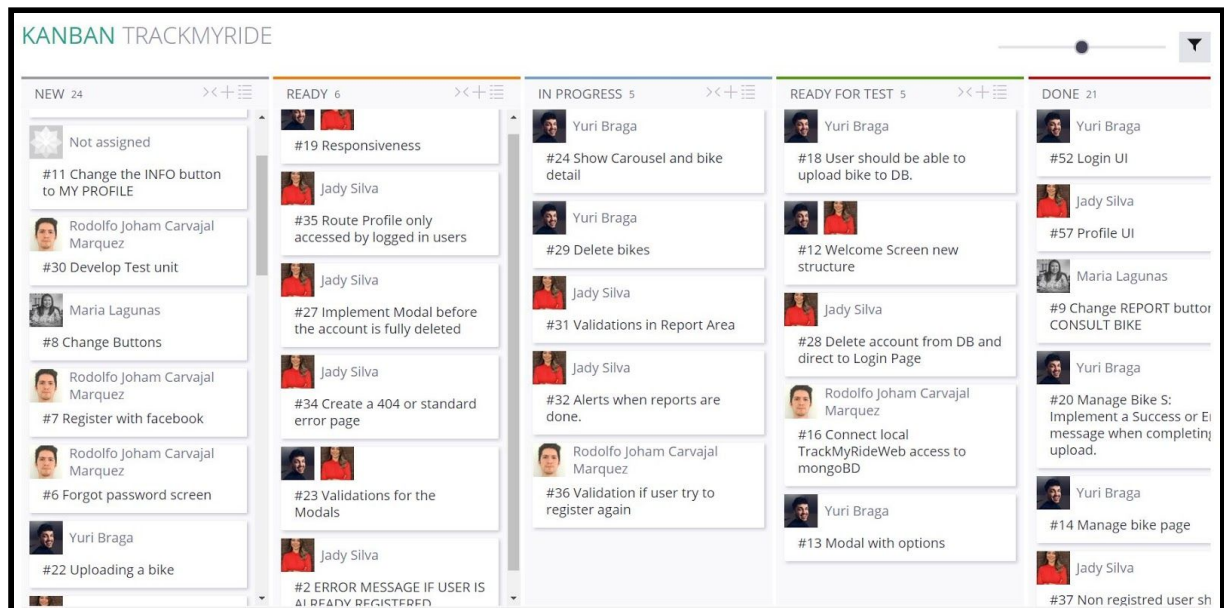 KANBAN TRACKMYRIDE
NEW 24
Not assigned
#11 Change the INFO button
to MY PROFILE
Rodolfo Joham Carvajal
Marquez
#30 Develop Test unit
Maria Lagunas
#8 Change Buttons
Rodolfo Joham Carvajal
Marquez
#7 Register with facebook
Rodolfo Joham Carvajal
Marquez
#6 Forgot password screen
Yuri Braga
#22 Uploading a bike
READY 6
#19 Responsiveness
Jady Silva
#35 Route Profile only
accessed by logged in users
Jady Silva
#27 Implement Modal before
the account is fully deleted
Jady Silva
#34 Create a 404 or standard
error page
#23 Validations for the
Modals
Jady Silva
#2 ERROR MESSAGE IF USER IS
ALREADY REGISTERED
IN PROGRESS 5
Yuri Braga
#24 Show Carousel and bike
detail
Yuri Braga
#29 Delete bikes
Jady Silva
#31 Validations in Report Area
Jady Silva
#32 Alerts when reports are
done.
Rodolfo Joham Carvajal
Marquez
#36 Validation if user try to
register again
READY FOR TEST 5
Yuri Braga
#18 User should be able to
upload bike to DB.
#12 Welcome Screen new
structure
Jady Silva
#28 Delete account from DB and
direct to Login Page
Rodolfo Joham Carvajal
Marquez
#16 Connect local
TrackMyRideWeb access to
mongoBD
Yuri Braga
#13 Modal with options
DONE 21
Yuri Braga
#52 Login UI
Jady Silva
#57 Profile UI
Maria Lagunas
#9 Change REPORT button
CONSULT BIKE
Yuri Braga
#20 Manage Bike S:
Implement a Success or
message when completing
upload.
Yuri Braga
#14 Manage bike page
Jady Silva
#37 Non registred user